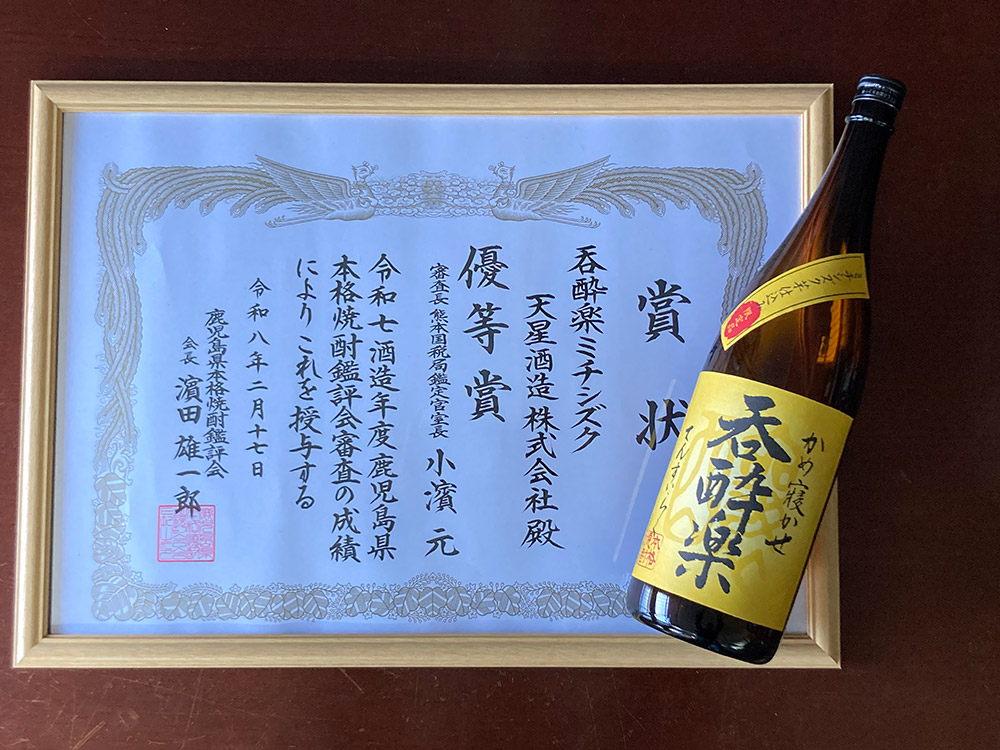 賞状
呑酔楽ミチシズク
天星酒造株式会社殿
優等賞
審査長 熊本国税局鑑定官室長 小濵 元
令和七酒造年度鹿児島県
本格焼酎鑑評会審査の成績
により これを授与する
令和八年二月十七日
鹿児島県本格焼酎鑑評会
会長 濵田雄一郎
限定
かめ寝かせ
呑酔楽
てんすいらく